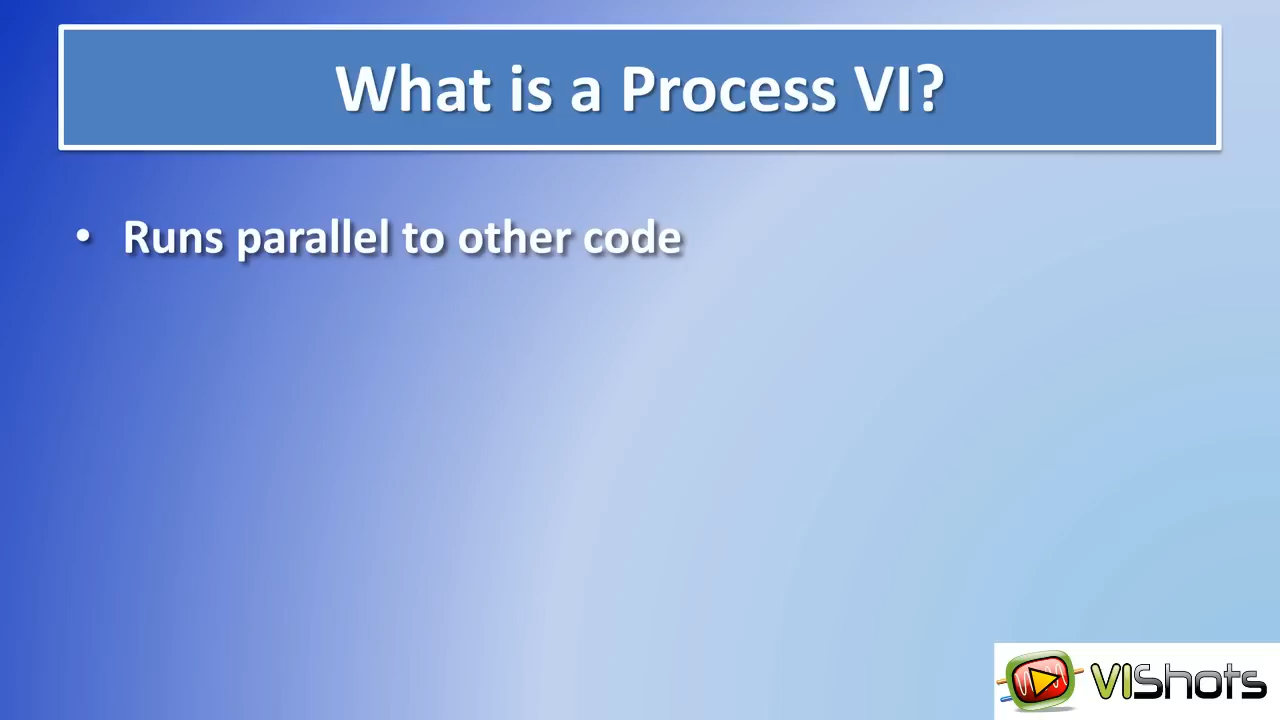 What is a Process VI?
• Runs parallel to other code
VIShots